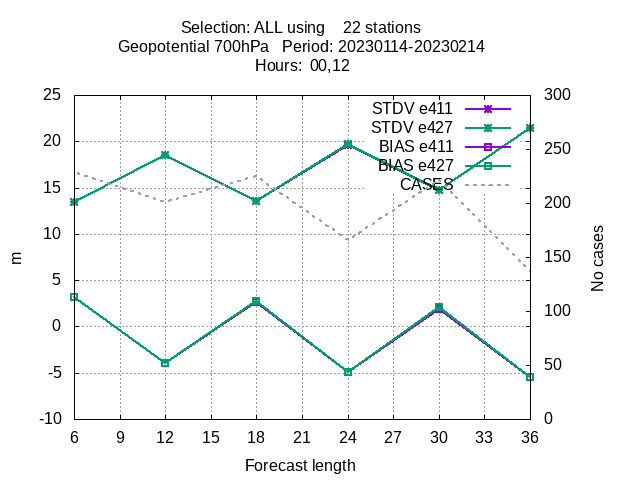 Selection: ALL using    22 stations
Geopotential 700hPa   Period: 20230114-20230214
Hours:  00,12
25
20
15
10
5
0
-5
-10
m
300
250
200
150
100
50
0
No cases
STDV e411
STDV e427
BIAS e411
BIAS e427
CASES
6 9 12 15 18 21 24 27 30 33 36
Forecast length